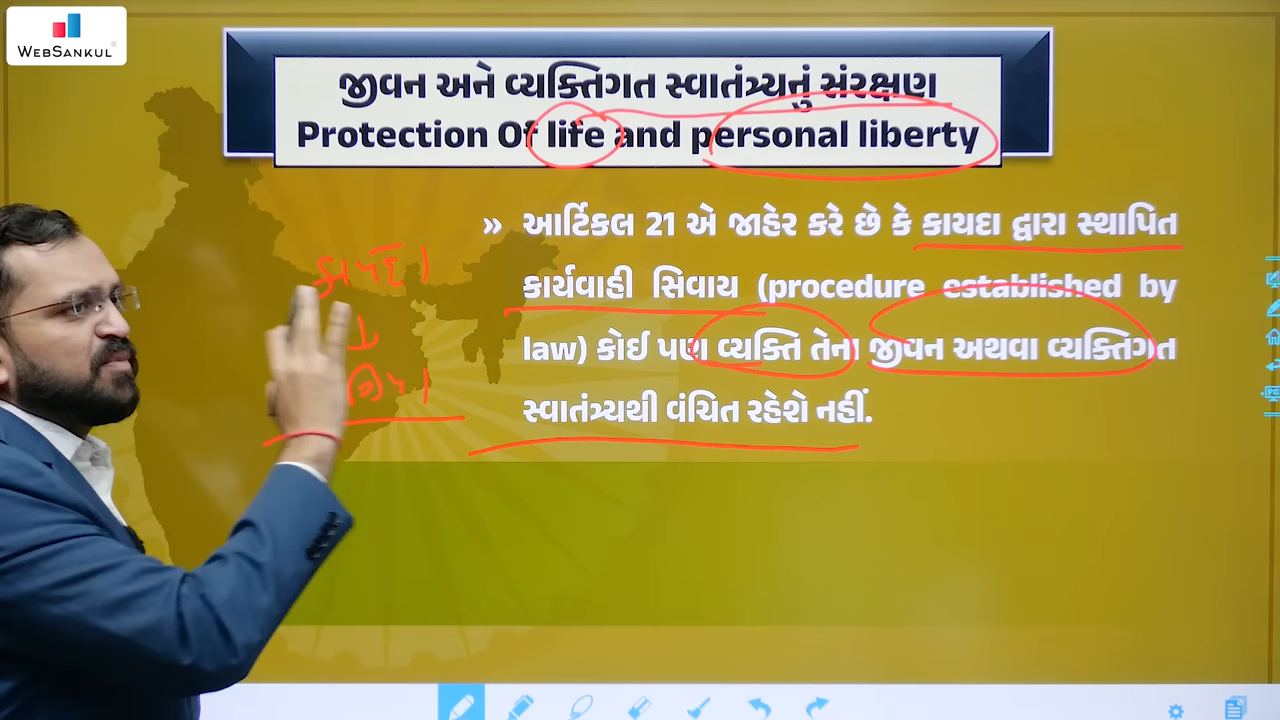 WEBSANKUL
જીવન અને વ્યક્તિગત સ્વાતંત્ર્યનું સંરક્ષણ
Protection Of life and personal liberty
» આર્ટિકલ 21 એ જાહેર કરે છે કે કાયદા દ્વારા સ્થાપિત
કાર્યવાહી સિવાય (procedure established by
law) કોઈ પણ વ્યક્તિ તેના જીવન અથવા વ્યક્તિગત
સ્વાતંત્ર્યથી વંચિત રહેશે નહીં.
કાયદા